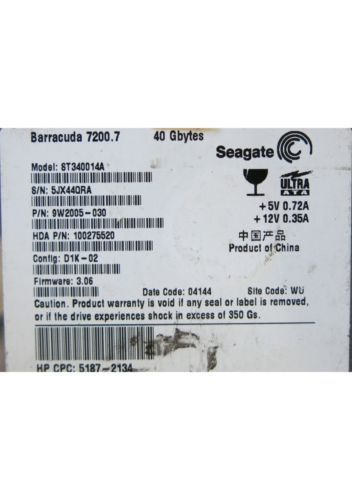 Barracuda 7200.7 40 Gbytes
Seagate
Model: ST340014A
S/N: 5JX44QRA
ULTRA
ATA
P/N: 9W2005-030
+5V 0.72A
+12V 0.35A
HDA P/N: 100275520
中国产品
Product of China
Config: D1K-02
Firmware: 3.06
Date Code: 04144 Site Code: WU
Caution. Product warranty is void if any seal or label is removed,
or if the drive experiences shock in excess of 350 Gs.
HP CPC: 5187-2134